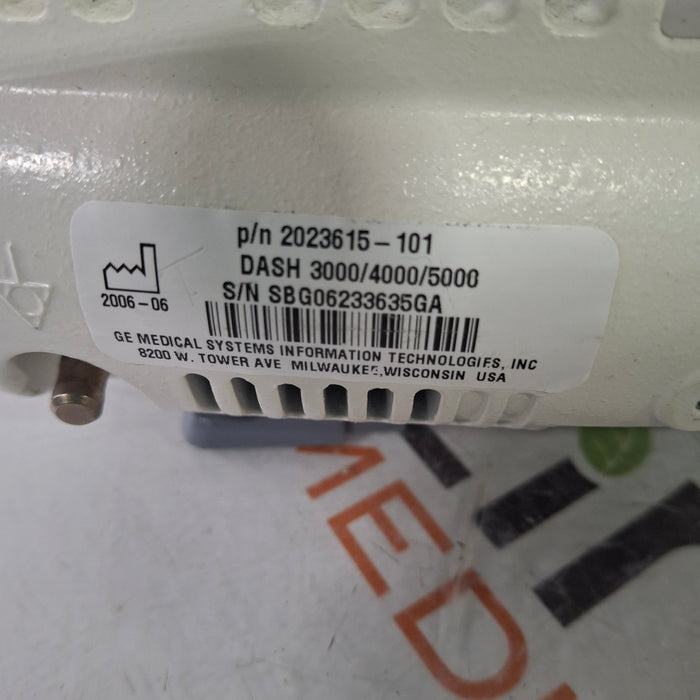 p/n 2023615-101
DASH 3000/4000/5000
2006-06
S/N SBG06233635GA
GE MEDICAL SYSTEMS INFORMATION TECHNOLOGIES, INC
8200 W. TOWER AVE MILWAUKEE, WISCONSIN USA
MED